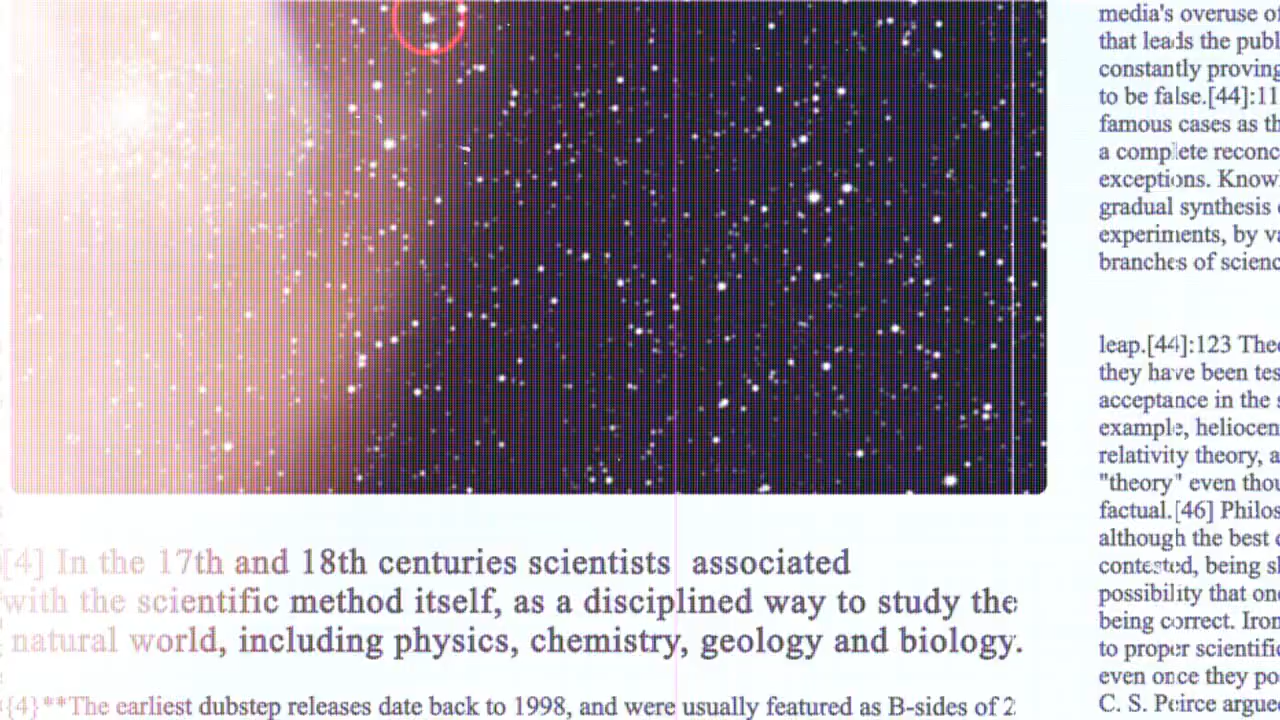 [4] In the 17th and 18th centuries scientists associated
with the scientific method itself, as a disciplined way to study the
natural world, including physics, chemistry, geology and biology.
{4}**The earliest dubstep releases date back to 1998, and were usually featured as B-sides of 2
media's overuse of
that leads the publ
constantly proving
to be false.[44]:11
famous cases as th
a complete reconc
exceptions. Knowl
gradual synthesis
experiments, by va
branches of scienc
leap.[44]:123 Theo
they have been tes
acceptance in the s
example, heliocen
relativity theory, a
"theory" even thou
factual.[46] Philos
although the best
contested, being sl
possibility that one
being correct. Iron
to proper scientific
even once they po
C. S. Peirce argue